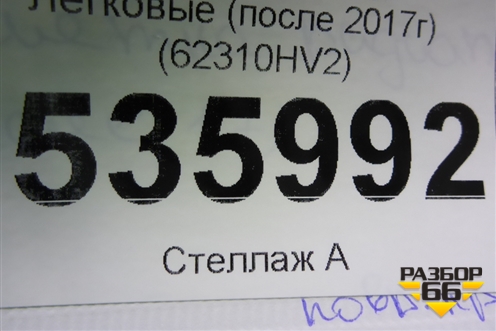 Легковые (после 2017г)
(62310HV2)
535992
Стеллаж А
РАЗБОР
66